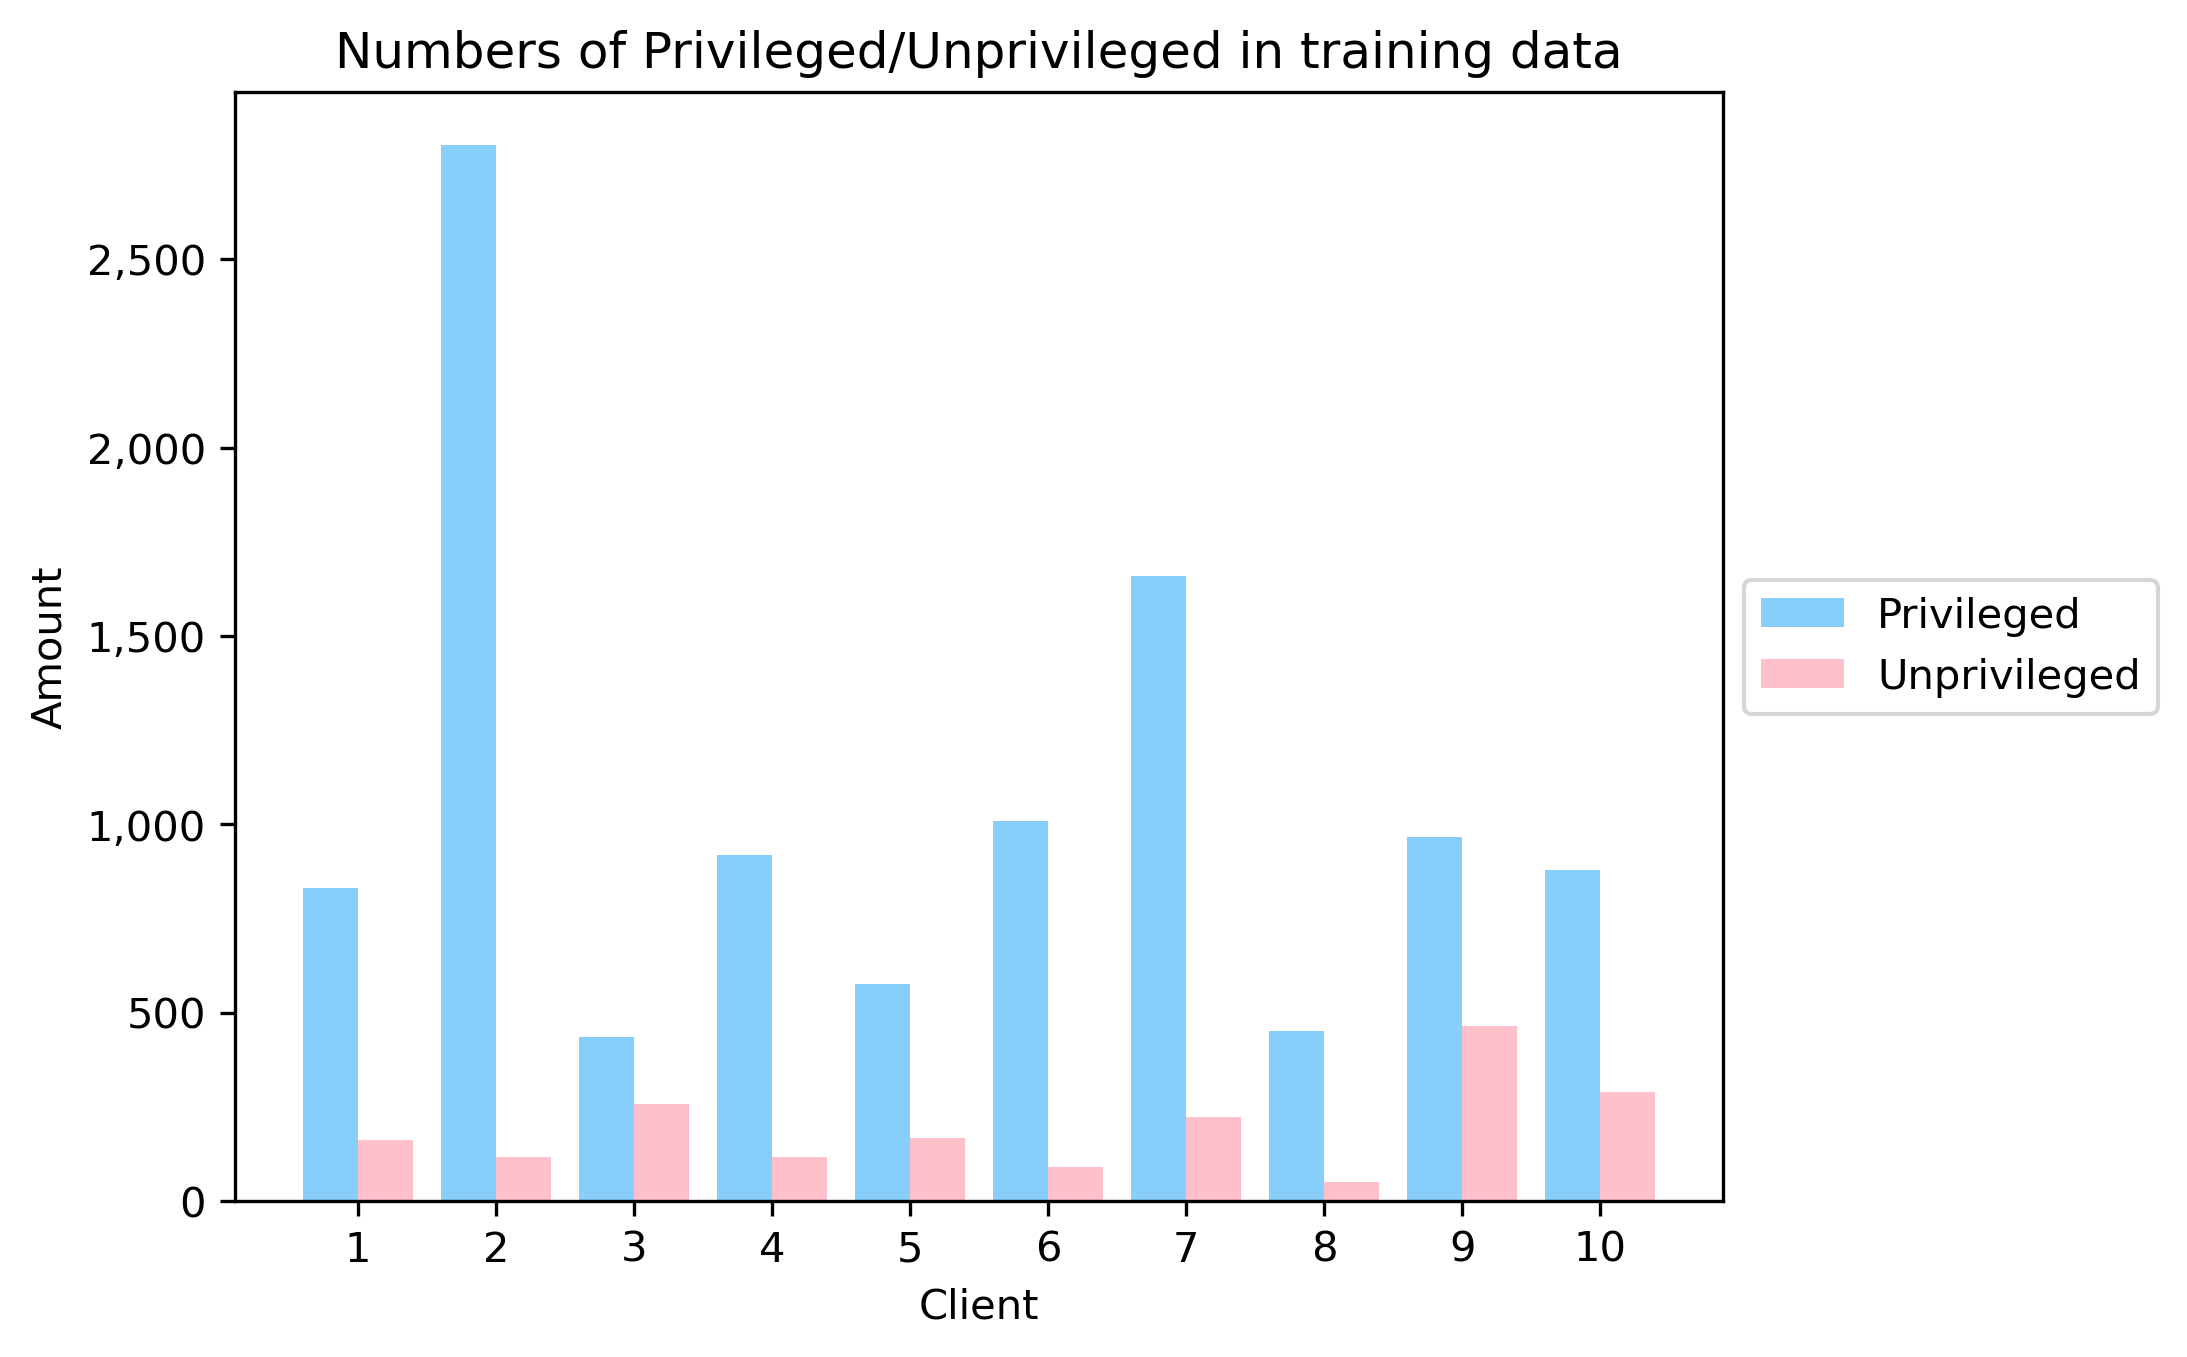 Numbers of Privileged/Unprivileged in training data
Amount
2,500
2,000
1,500
1,000
500
0
1 2 3 4 5 6 7 8 9 10
Client
Privileged
Unprivileged